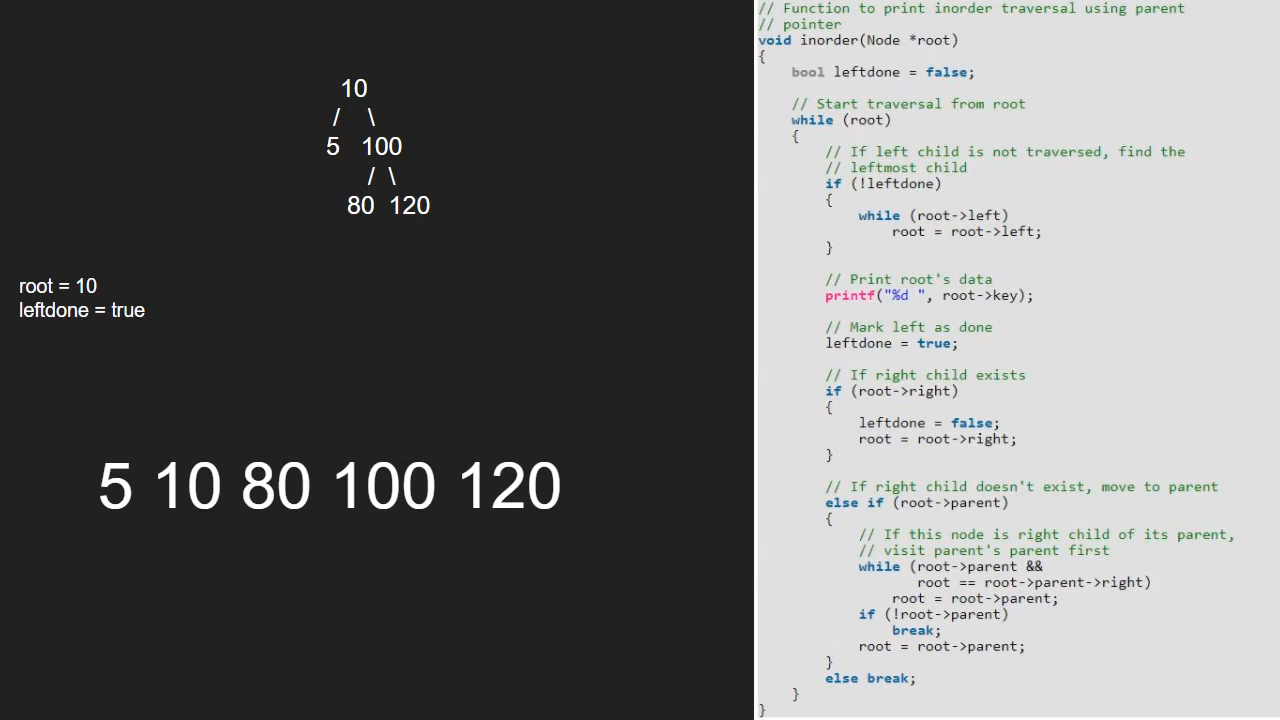 10
/ \
5 100
/ \
80 120
root = 10
leftdone = true
5 10 80 100 120
// Function to print inorder traversal using parent
// pointer
void inorder(Node *root)
{
    bool leftdone = false;

    // Start traversal from root
    while (root)
    {
        // If left child is not traversed, find the
        // leftmost child
        if (!leftdone)
        {
            while (root->left)
                root = root->left;
        }

        // Print root's data
        printf("%d ", root->key);

        // Mark left as done
        leftdone = true;

        // If right child exists
        if (root->right)
        {
            leftdone = false;
            root = root->right;
        }

        // If right child doesn't exist, move to parent
        else if (root->parent)
        {
            // If this node is right child of its parent,
            // visit parent's parent first
            while (root->parent &&
                   root == root->parent->right)
                root = root->parent;
            if (!root->parent)
                break;
            root = root->parent;
        }
        else break;
    }
}